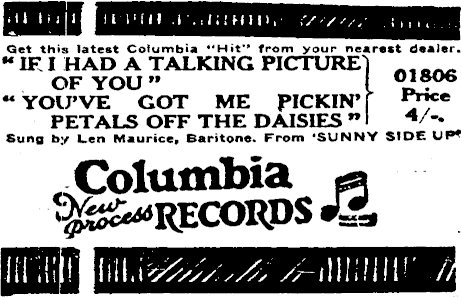 Get this latest Columbia "Hit" from your nearest dealer.
"IF I HAD A TALKING PICTURE
OF YOU"
"YOU'VE GOT ME PICKIN'
PETALS OFF THE DAISIES"
01806
Price
4/-.
Sung by Len Maurice, Baritone. From 'SUNNY SIDE UP'
Columbia
New
Process RECORDS